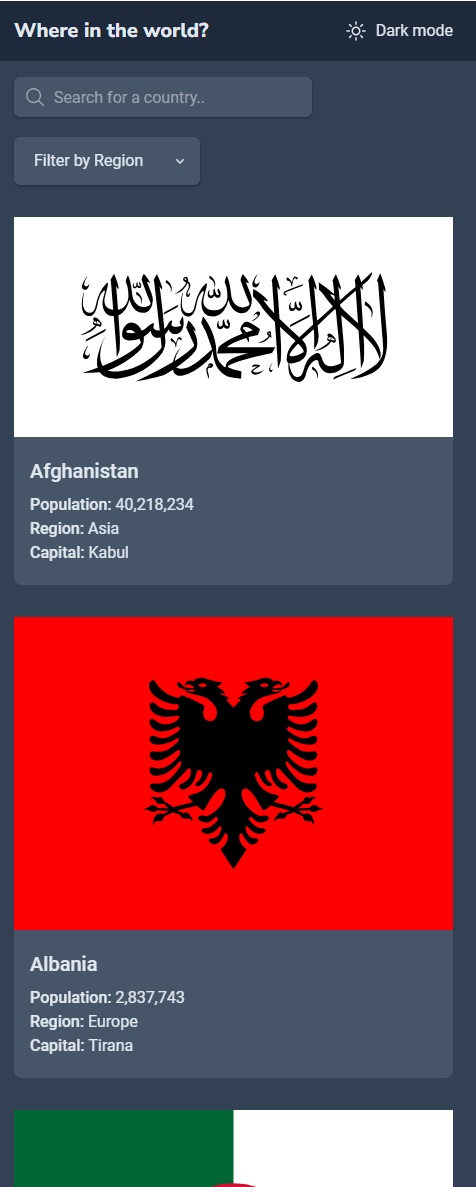 Where in the world?
Dark mode
Search for a country..
Filter by Region
لا إله إلا الله محمد رسول الله
Afghanistan
Population: 40,218,234
Region: Asia
Capital: Kabul
Albania
Population: 2,837,743
Region: Europe
Capital: Tirana